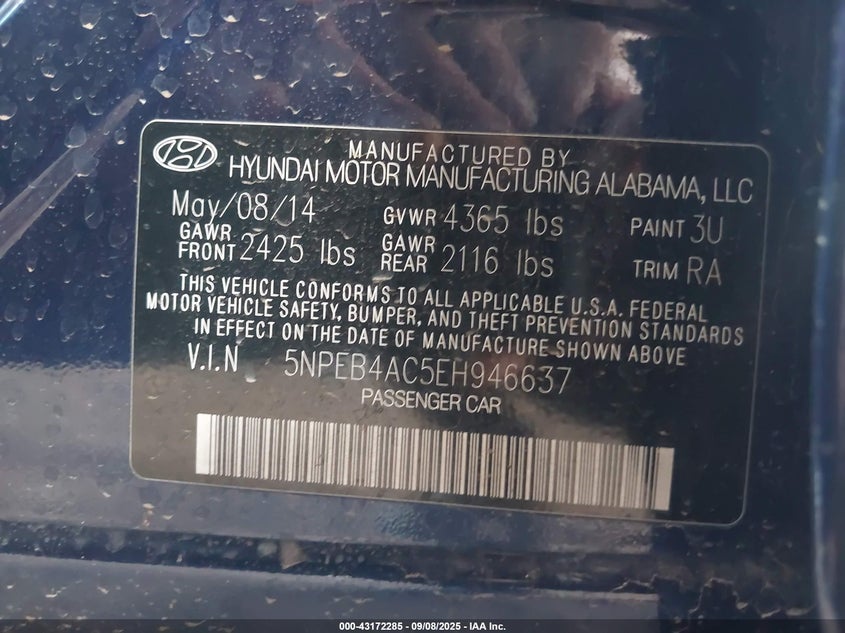 MANUFACTURED BY
HYUNDAI MOTOR MANUFACTURING ALABAMA, LLC
May/08/14 GVWR 4365 lbs PAINT 3U
GAWR FRONT 2425 lbs GAWR REAR 2116 lbs TRIM RA
THIS VEHICLE CONFORMS TO ALL APPLICABLE U.S.A. FEDERAL
MOTOR VEHICLE SAFETY, BUMPER, AND THEFT PREVENTION STANDARDS
IN EFFECT ON THE DATE OF MANUFACTURE SHOWN ABOVE
V.I.N 5NPEB4AC5EH946637
PASSENGER CAR
000-43172285 - 09/08/2025 - IAA Inc.